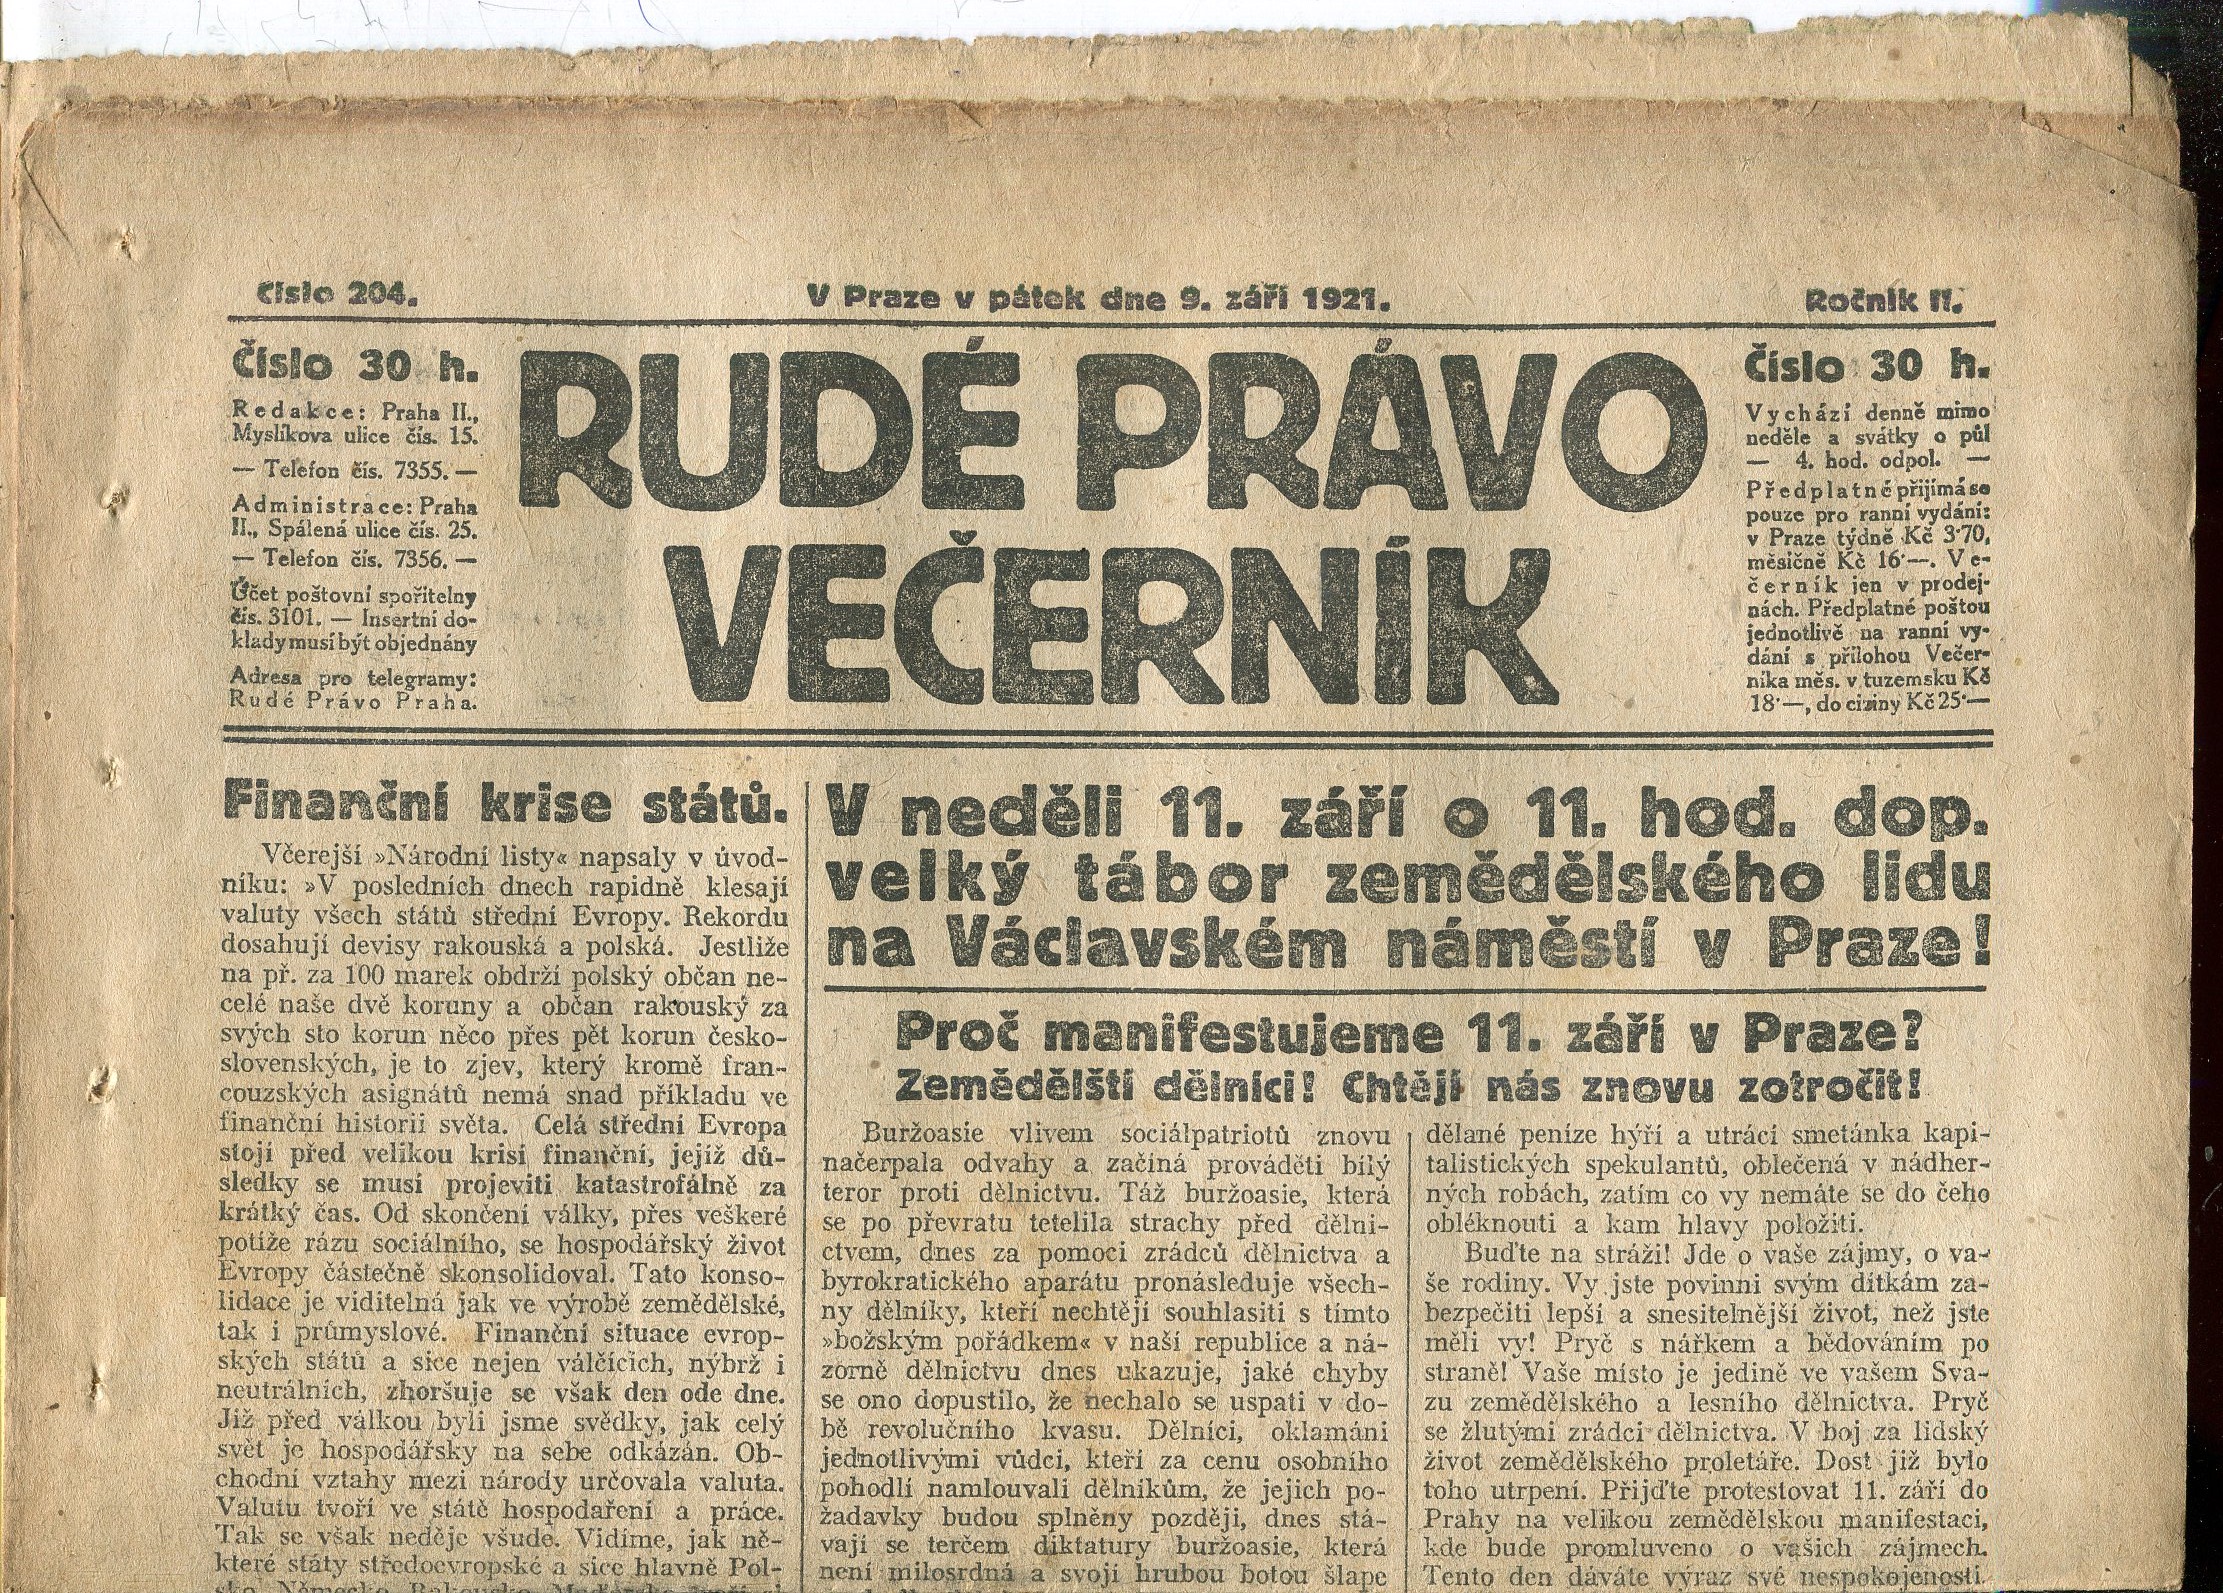 Číslo 204.
V Praze v pátek dne 9. září 1921.
Ročník II.
Číslo 30 h.
Redakce: Praha II.,
Myslíkova ulice čís. 15.
— Telefon čís. 7355. —
Administrace: Praha
II., Spálená ulice čís. 25.
— Telefon čís. 7356. —
Účet poštovní spořitelny
čís. 3101. — Insertní do-
klady musí být objednány
Adresa pro telegramy:
Rudé Právo Praha.
RUDÉ PRÁVO
VEČERNÍK
Číslo 30 h.
Vychází denně mimo
neděle a svátky o půl
— 4. hod. odpol. —
Předplatné přijímá se
pouze pro ranní vydání:
v Praze týdně Kč 3·70,
měsíčně Kč 16·—. Ve-
černík jen v prodej-
nách. Předplatné poštou
jednotlivě na ranní vy-
dání s přílohou Večer-
níka měs. v tuzemsku Kč
18·—, do ciziny Kč 25·—
Finanční krise států.
Včerejší »Národní listy« napsaly v úvod-
níku: »V posledních dnech rapidně klesají
valuty všech států střední Evropy. Rekordu
dosahují devisy rakouská a polská. Jestliže
na př. za 100 marek obdrží polský občan ne-
celé naše dvě koruny a občan rakouský za
svých sto korun něco přes pět korun česko-
slovenských, je to zjev, který kromě fran-
couzských asignátů nemá snad příkladu ve
finanční historii světa. Celá střední Evropa
stojí před velikou krisí finanční, jejíž dů-
sledky se musí projeviti katastrofálně za
krátký čas. Od skončení války, přes veškeré
potíže rázu sociálního, se hospodářský život
Evropy částečně skonsolidoval. Tato konso-
lidace je viditelná jak ve výrobě zemědělské,
tak i průmyslové. Finanční situace evrop-
ských států a sice nejen válčících, nýbrž i
neutrálních, zhoršuje se však den ode dne.
Již před válkou byli jsme svědky, jak celý
svět je hospodářsky na sebe odkázán. Ob-
chodní vztahy mezi národy určovala valuta.
Valutu tvoří ve státě hospodaření a práce.
Tak se však neděje všude. Vidíme, jak ně-
které státy středoevropské a sice hlavně Pol-
sko, Německo, Rakousko, Maďarsko
V neděli 11. září o 11. hod. dop.
velký tábor zemědělského lidu
na Václavském náměstí v Praze!
Proč manifestujeme 11. září v Praze?
Zemědělští dělníci! Chtějí nás znovu zotročit!
Buržoasie vlivem sociálpatriotů znovu
načerpala odvahy a začíná prováděti bílý
teror proti dělnictvu. Táž buržoasie, která
se po převratu tetelila strachy před dělni-
ctvem, dnes za pomoci zrádců dělnictva a
byrokratického aparátu pronásleduje všech-
ny dělníky, kteří nechtějí souhlasiti s tímto
»božským pořádkem« v naší republice a ná-
zorně dělnictvu dnes ukazuje, jaké chyby
se ono dopustilo, že nechalo se uspati v do-
bě revolučního kvasu. Dělníci, oklamáni
jednotlivými vůdci, kteří za cenu osobního
pohodlí namlouvali dělníkům, že jejich po-
žadavky budou splněny později, dnes stá-
vají se terčem diktatury buržoasie, která
není milosrdná a svojí hrubou botou šlape
dělané peníze hýří a utrácí smetánka kapi-
talistických spekulantů, oblečená v nádher-
ných robách, zatím co vy nemáte se do čeho
obléknouti a kam hlavy položiti.
Buďte na stráži! Jde o vaše zájmy, o va-
še rodiny. Vy jste povinni svým dítkám za-
bezpečiti lepší a snesitelnější život, než jste
měli vy! Pryč s nářkem a bědováním po
straně! Vaše místo je jedině ve vašem Sva-
zu zemědělského a lesního dělnictva. Pryč
se žlutými zrádci dělnictva. V boj za lidský
život zemědělského proletáře. Dost již bylo
toho utrpení. Přijďte protestovat 11. září do
Prahy na velikou zemědělskou manifestaci,
kde bude promluveno o vašich zájmech.
Tento den dáváte výraz své nespokojenosti.